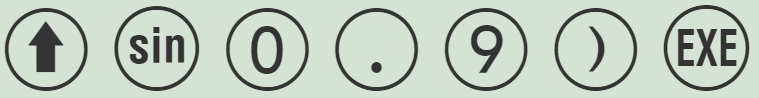 ↑ sin 0 . 9 ) EXE